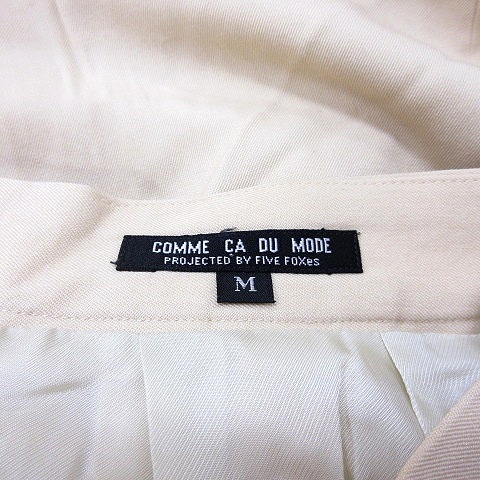 COMME CA DU MODE
PROJECTED BY FIVE FOXes
M